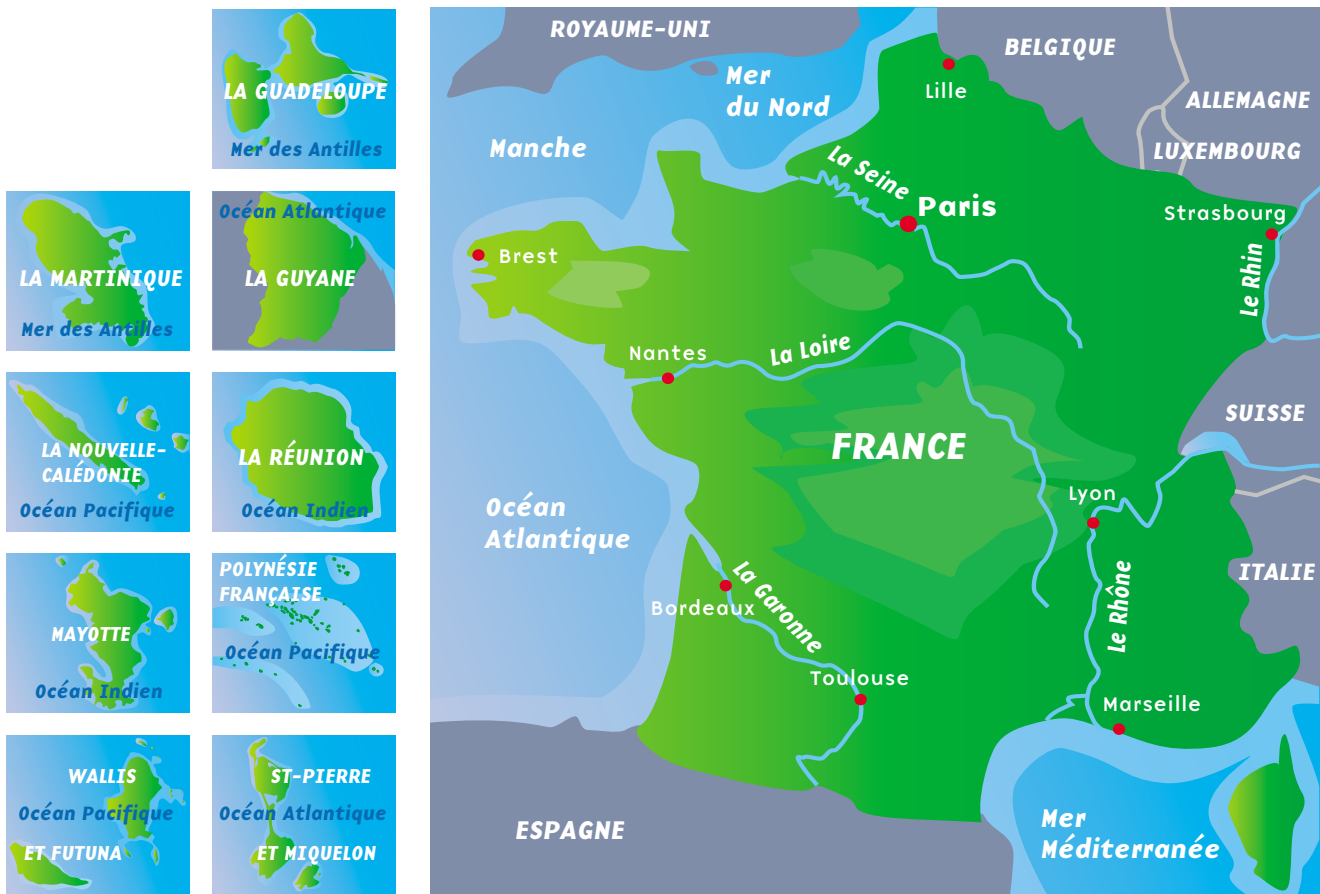 LA GUADELOUPE
Mer des Antilles
LA MARTINIQUE
Mer des Antilles
Océan Atlantique
LA GUYANE
LA NOUVELLE-
CALÉDONIE
Océan Pacifique
LA RÉUNION
Océan Indien
MAYOTTE
Océan Indien
POLYNÉSIE
FRANÇAISE
Océan Pacifique
WALLIS
Océan Pacifique
ET FUTUNA
ST-PIERRE
Océan Atlantique
ET MIQUELON
ROYAUME-UNI
BELGIQUE
Mer
du Nord
Lille
ALLEMAGNE
Manche
LUXEMBOURG
La Seine
Paris
Strasbourg
Brest
Le Rhin
Nantes
La Loire
SUISSE
FRANCE
Lyon
Océan
Atlantique
La Garonne
Bordeaux
Le Rhône
ITALIE
Toulouse
Marseille
ESPAGNE
Mer
Méditerranée